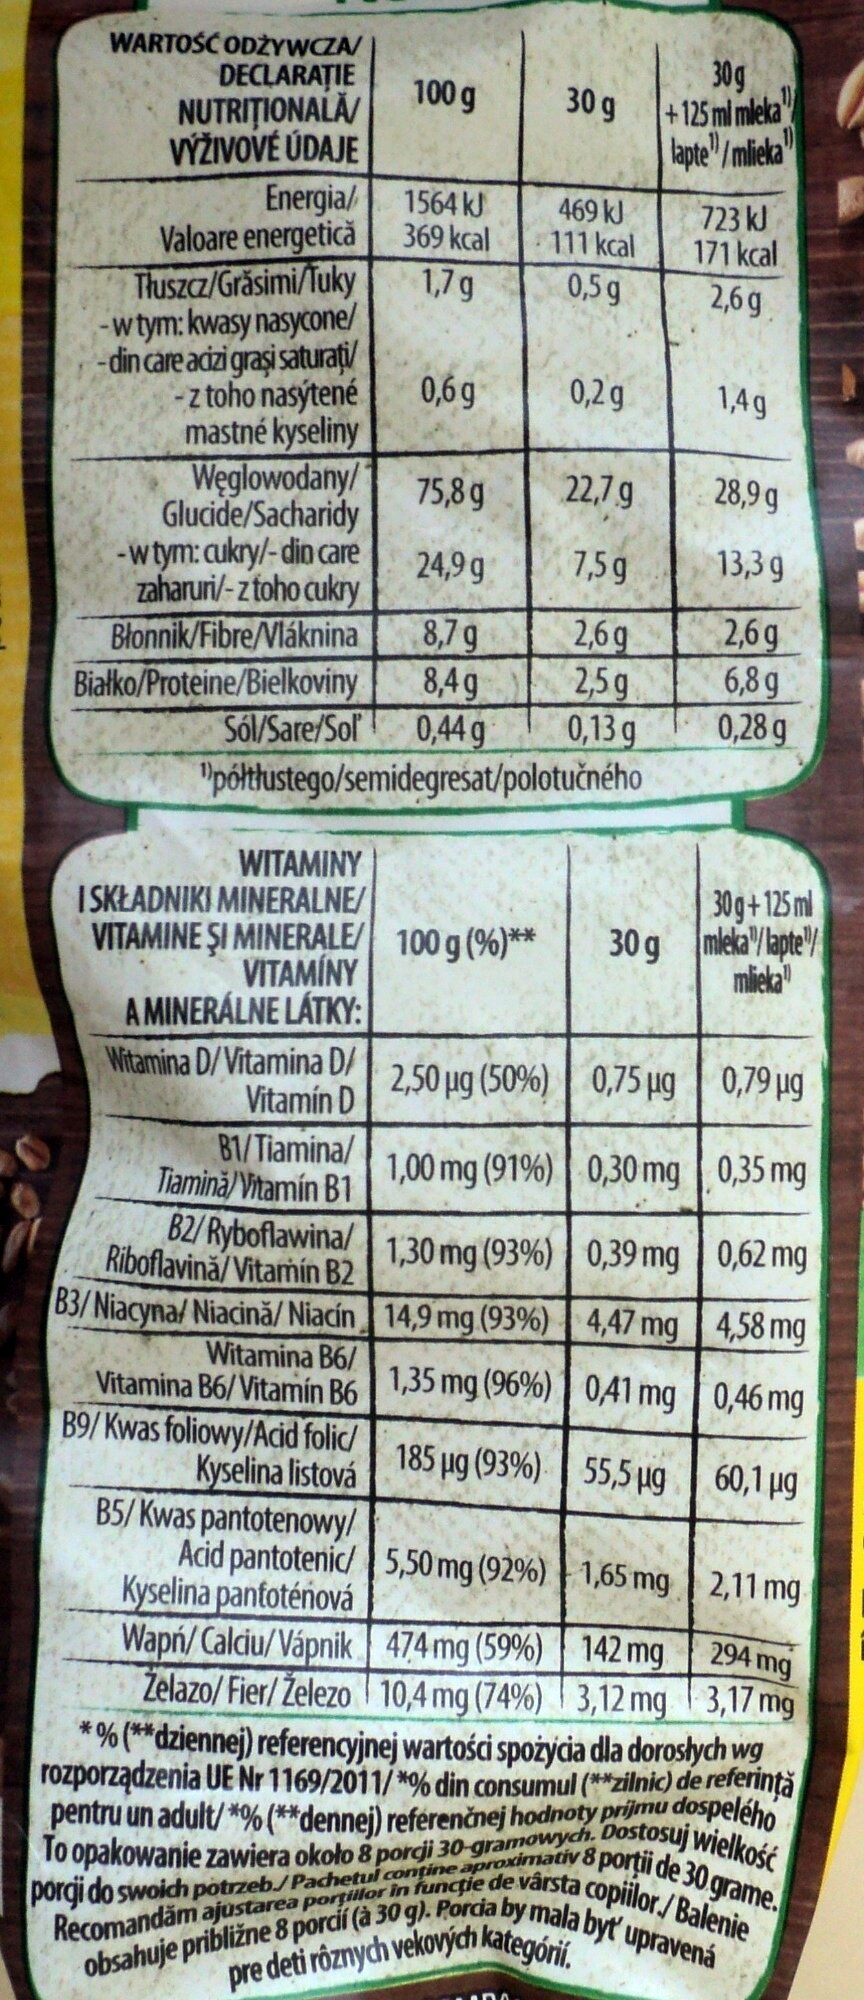 WARTOŚĆ ODŻYWCZA/
DECLARAȚIE
NUTRIȚIONALĂ/
VÝŽIVOVÉ ÚDAJE
100 g
30 g
30 g
+ 125 ml mleka¹⁾/
lapte¹⁾/mlieka¹⁾
Energia/
Valoare energetică
1564 kJ
369 kcal
469 kJ
111 kcal
723 kJ
171 kcal
Tłuszcz/Grăsimi/Tuky 1,7 g 0,5 g 2,6 g
- w tym: kwasy nasycone/
- din care acizi grași saturați/
- z toho nasýtené
mastné kyseliny
0,6 g 0,2 g 1,4 g
Węglowodany/
Glucide/Sacharidy
75,8 g 22,7 g 28,9 g
- w tym: cukry/- din care
zaharuri/- z toho cukry
24,9 g 7,5 g 13,3 g
Błonnik/Fibre/Vláknina 8,7 g 2,6 g 2,6 g
Białko/Proteine/Bielkoviny 8,4 g 2,5 g 6,8 g
Sól/Sare/Soľ 0,44 g 0,13 g 0,28 g
¹⁾półtłustego/semidegresat/polotučného
WITAMINY
I SKŁADNIKI MINERALNE/
VITAMINE ȘI MINERALE/
VITAMÍNY
A MINERÁLNE LÁTKY:
100 g (%)**
30 g
30 g + 125 ml
mleka¹⁾/lapte¹⁾/
mlieka¹⁾
Witamina D/ Vitamina D/
Vitamín D
2,50 µg (50%) 0,75 µg 0,79 µg
B1/ Tiamina/
Tiamină/ Vitamín B1
1,00 mg (91%) 0,30 mg 0,35 mg
B2/ Ryboflawina/
Riboflavină/ Vitamín B2
1,30 mg (93%) 0,39 mg 0,62 mg
B3/ Niacyna/ Niacină/ Niacín 14,9 mg (93%) 4,47 mg 4,58 mg
Witamina B6/
Vitamina B6/ Vitamín B6
1,35 mg (96%) 0,41 mg 0,46 mg
B9/ Kwas foliowy/Acid folic/
Kyselina listová
185 µg (93%) 55,5 µg 60,1 µg
B5/ Kwas pantotenowy/
Acid pantotenic/
Kyselina pantoténová
5,50 mg (92%) 1,65 mg 2,11 mg
Wapń/ Calciu/ Vápnik 474 mg (59%) 142 mg 294 mg
Żelazo/ Fier/ Železo 10,4 mg (74%) 3,12 mg 3,17 mg
*% (**dziennej) referencyjnej wartości spożycia dla dorosłych wg
rozporządzenia UE Nr 1169/2011/ *% din consumul (**zilnic) de referință
pentru un adult/ *% (**dennej) referenčnej hodnoty príjmu dospelého
To opakowanie zawiera około 8 porcji 30-gramowych. Dostosuj wielkość
porcji do swoich potrzeb./ Pachetul conține aproximativ 8 porții de 30 grame.
Recomandăm ajustarea porțiilor în funcție de vârsta copiilor./ Balenie
obsahuje približne 8 porcií (à 30 g). Porcia by mala byť upravená
pre deti rôznych vekových kategórií.